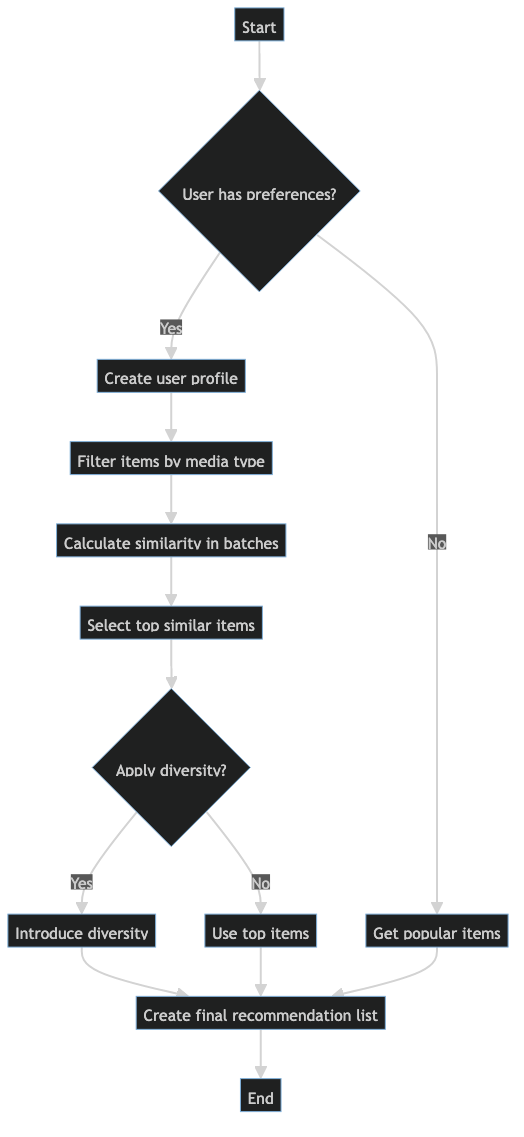 Start
User has preferences?
Yes
Create user profile
Filter items by media type
Calculate similarity in batches
No
Select top similar items
Apply diversity?
Yes
No
Introduce diversity
Use top items
Get popular items
Create final recommendation list
End